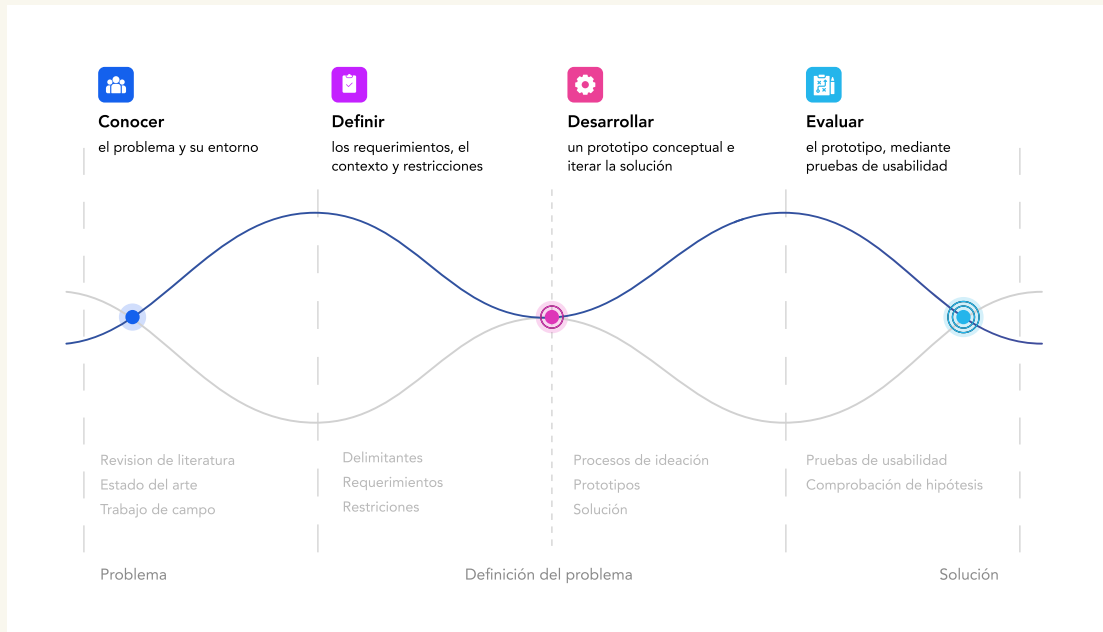 Conocer
el problema y su entorno
Definir
los requerimientos, el
contexto y restricciones
Desarrollar
un prototipo conceptual e
iterar la solución
Evaluar
el prototipo, mediante
pruebas de usabilidad
Revision de literatura
Estado del arte
Trabajo de campo
Delimitantes
Requerimientos
Restriciones
Procesos de ideación
Prototipos
Solución
Pruebas de usabilidad
Comprobación de hipótesis
Problema
Definición del problema
Solución